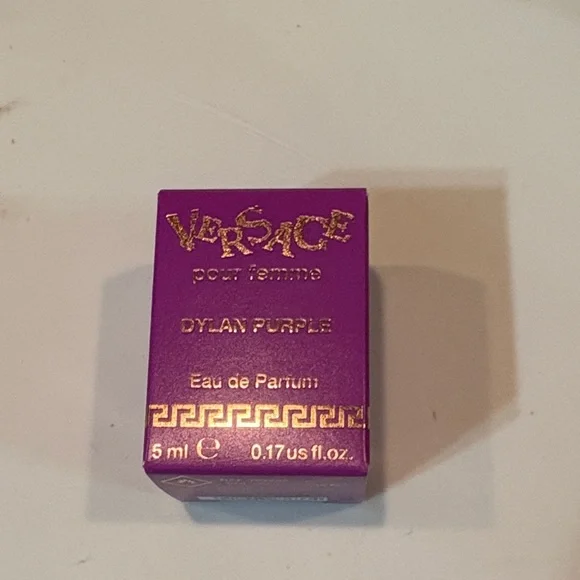 VERSACE
pour femme
DYLAN PURPLE
Eau de Parfum
5 ml ℮ 0.17 us fl.oz.